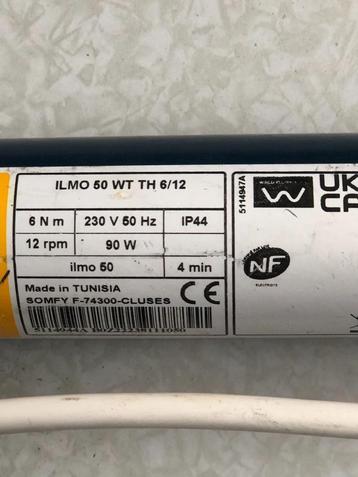 ILMO 50 WT TH 6/12
6 N m 230 V 50 Hz IP44
12 rpm 90 W
ilmo 50 4 min
Made in TUNISIA
SOMFY F-74300-CLUSES CE
5114947A
W
UK
CA
NF